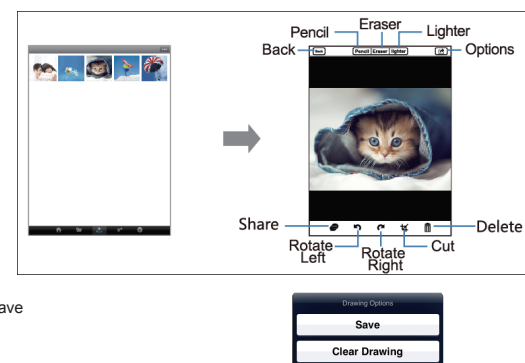 Pencil Eraser Lighter
Back Options
Back Pencil Eraser lighter
Share Delete
Rotate Left Rotate Right Cut
ave
Drawing Options
Save
Clear Drawing